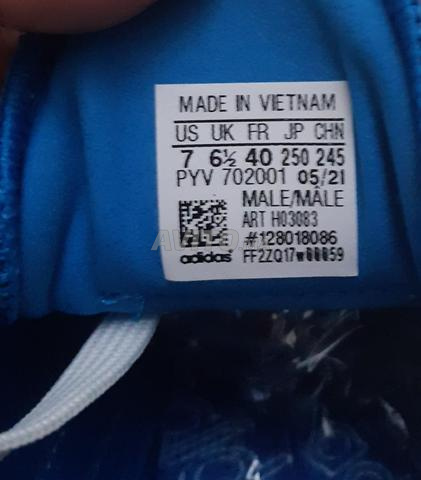 MADE IN VIETNAM
US UK FR JP CHN
7 6½ 40 250 245
PYV 702001 05/21
MALE/MÂLE
ART H03083
#128018086
adidas FF2ZQ17w